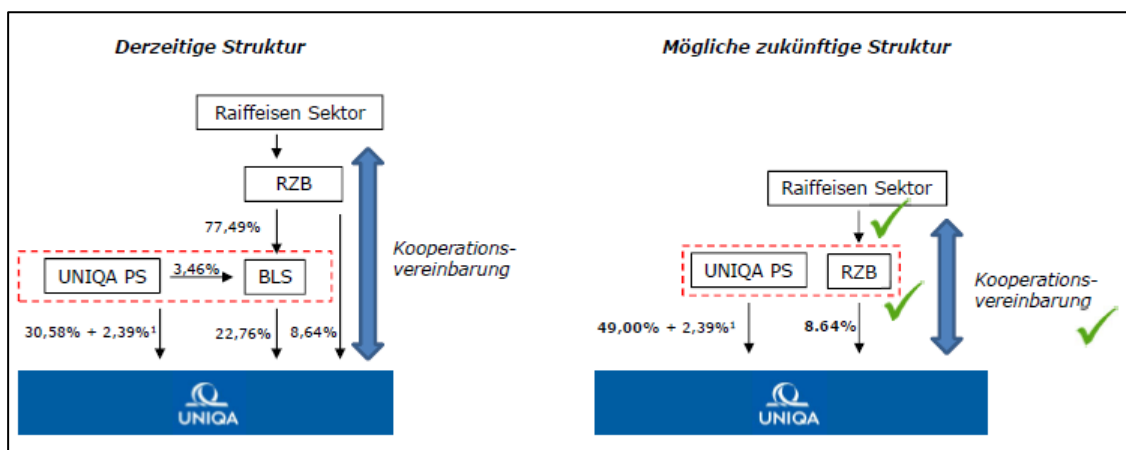 Derzeitige Struktur
Raiffeisen Sektor
RZB
77,49%
Kooperations-
vereinbarung
UNIQA PS
3,46%
BLS
30,58% + 2,39%¹
22,76%
8,64%
UNIQA
Mögliche zukünftige Struktur
Raiffeisen Sektor
UNIQA PS
RZB
Kooperations-
vereinbarung
49,00% + 2,39%¹
8.64%
UNIQA